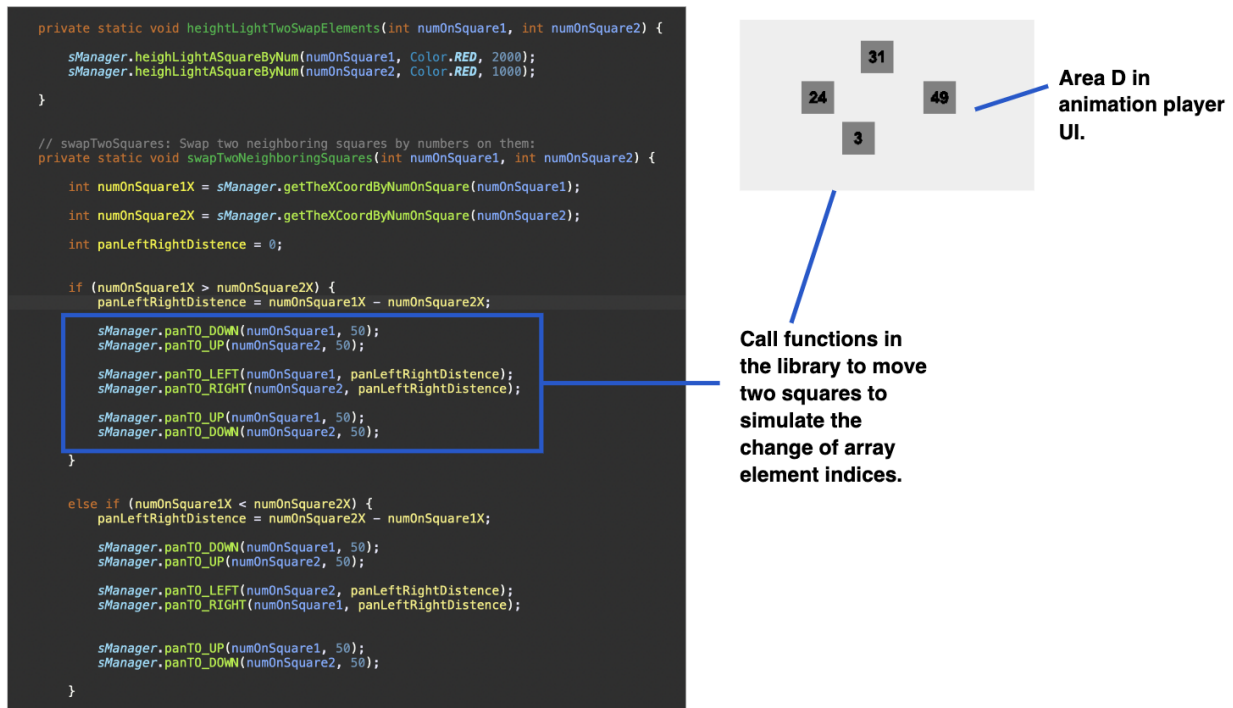 private static void heightLightTwoSwapElements(int numOnSquare1, int numOnSquare2) {
sManager.heighLightASquareByNum(numOnSquare1, Color.RED, 2000);
sManager.heighLightASquareByNum(numOnSquare2, Color.RED, 1000);
}
// swapTwoSquares: Swap two neighboring squares by numbers on them:
private static void swapTwoNeighboringSquares(int numOnSquare1, int numOnSquare2) {
int numOnSquare1X = sManager.getTheXCoordByNumOnSquare(numOnSquare1);
int numOnSquare2X = sManager.getTheXCoordByNumOnSquare(numOnSquare2);
int panLeftRightDistence = 0;
if (numOnSquare1X > numOnSquare2X) {
panLeftRightDistence = numOnSquare1X - numOnSquare2X;
sManager.panTO_DOWN(numOnSquare1, 50);
sManager.panTO_UP(numOnSquare2, 50);
sManager.panTO_LEFT(numOnSquare1, panLeftRightDistence);
sManager.panTO_RIGHT(numOnSquare2, panLeftRightDistence);
sManager.panTO_UP(numOnSquare1, 50);
sManager.panTO_DOWN(numOnSquare2, 50);
}
else if (numOnSquare1X < numOnSquare2X) {
panLeftRightDistence = numOnSquare2X - numOnSquare1X;
sManager.panTO_DOWN(numOnSquare1, 50);
sManager.panTO_UP(numOnSquare2, 50);
sManager.panTO_LEFT(numOnSquare2, panLeftRightDistence);
sManager.panTO_RIGHT(numOnSquare1, panLeftRightDistence);
sManager.panTO_UP(numOnSquare1, 50);
sManager.panTO_DOWN(numOnSquare2, 50);
}
31
24
49
3
Area D in
animation player
UI.
Call functions in
the library to move
two squares to
simulate the
change of array
element indices.